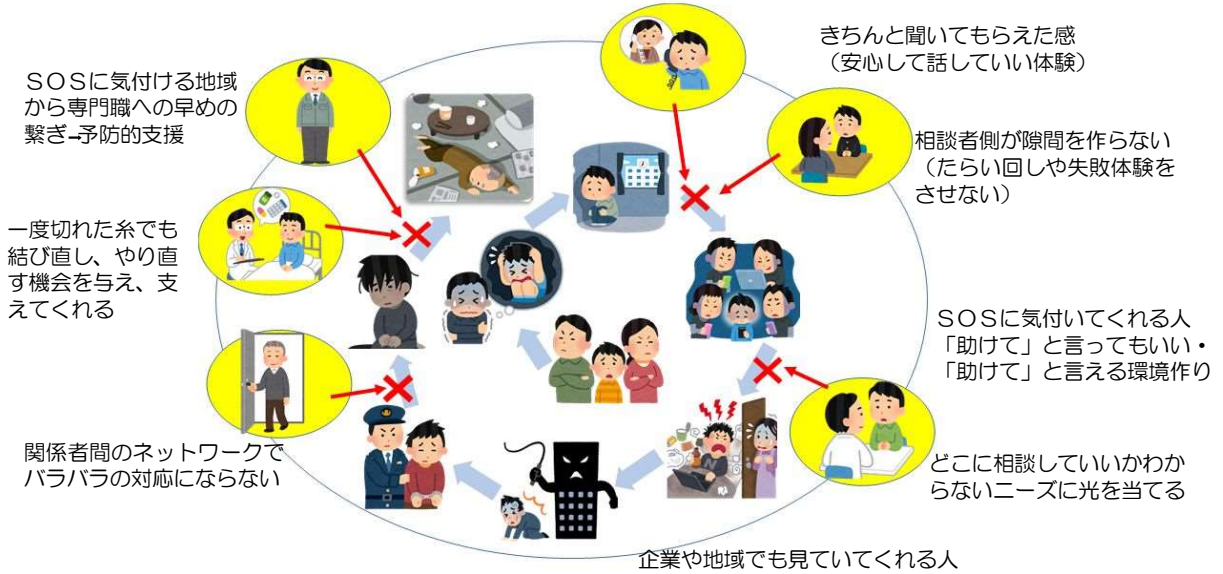 きちんと聞いてもらえた感
（安心して話していい体験）
ＳＯＳに気付ける地域
から専門職への早めの
繋ぎ−予防的支援
相談者側が隙間を作らない
（たらい回しや失敗体験を
させない）
一度切れた糸でも
結び直し、やり直
す機会を与え、支
えてくれる
ＳＯＳに気付いてくれる人
「助けて」と言ってもいい・
「助けて」と言える環境作り
関係者間のネットワークで
バラバラの対応にならない
どこに相談していいかわか
らないニーズに光を当てる
企業や地域でも見ていてくれる人